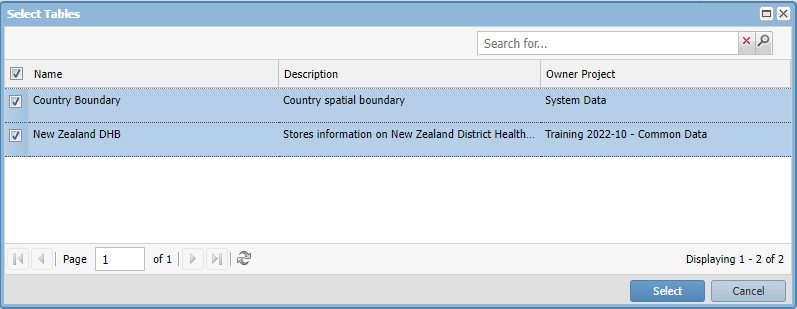 Select Tables
Search for...
Name Description Owner Project
Country Boundary Country spatial boundary System Data
New Zealand DHB Stores information on New Zealand District Health... Training 2022-10 - Common Data
Page 1 of 1 Displaying 1 - 2 of 2
Select Cancel